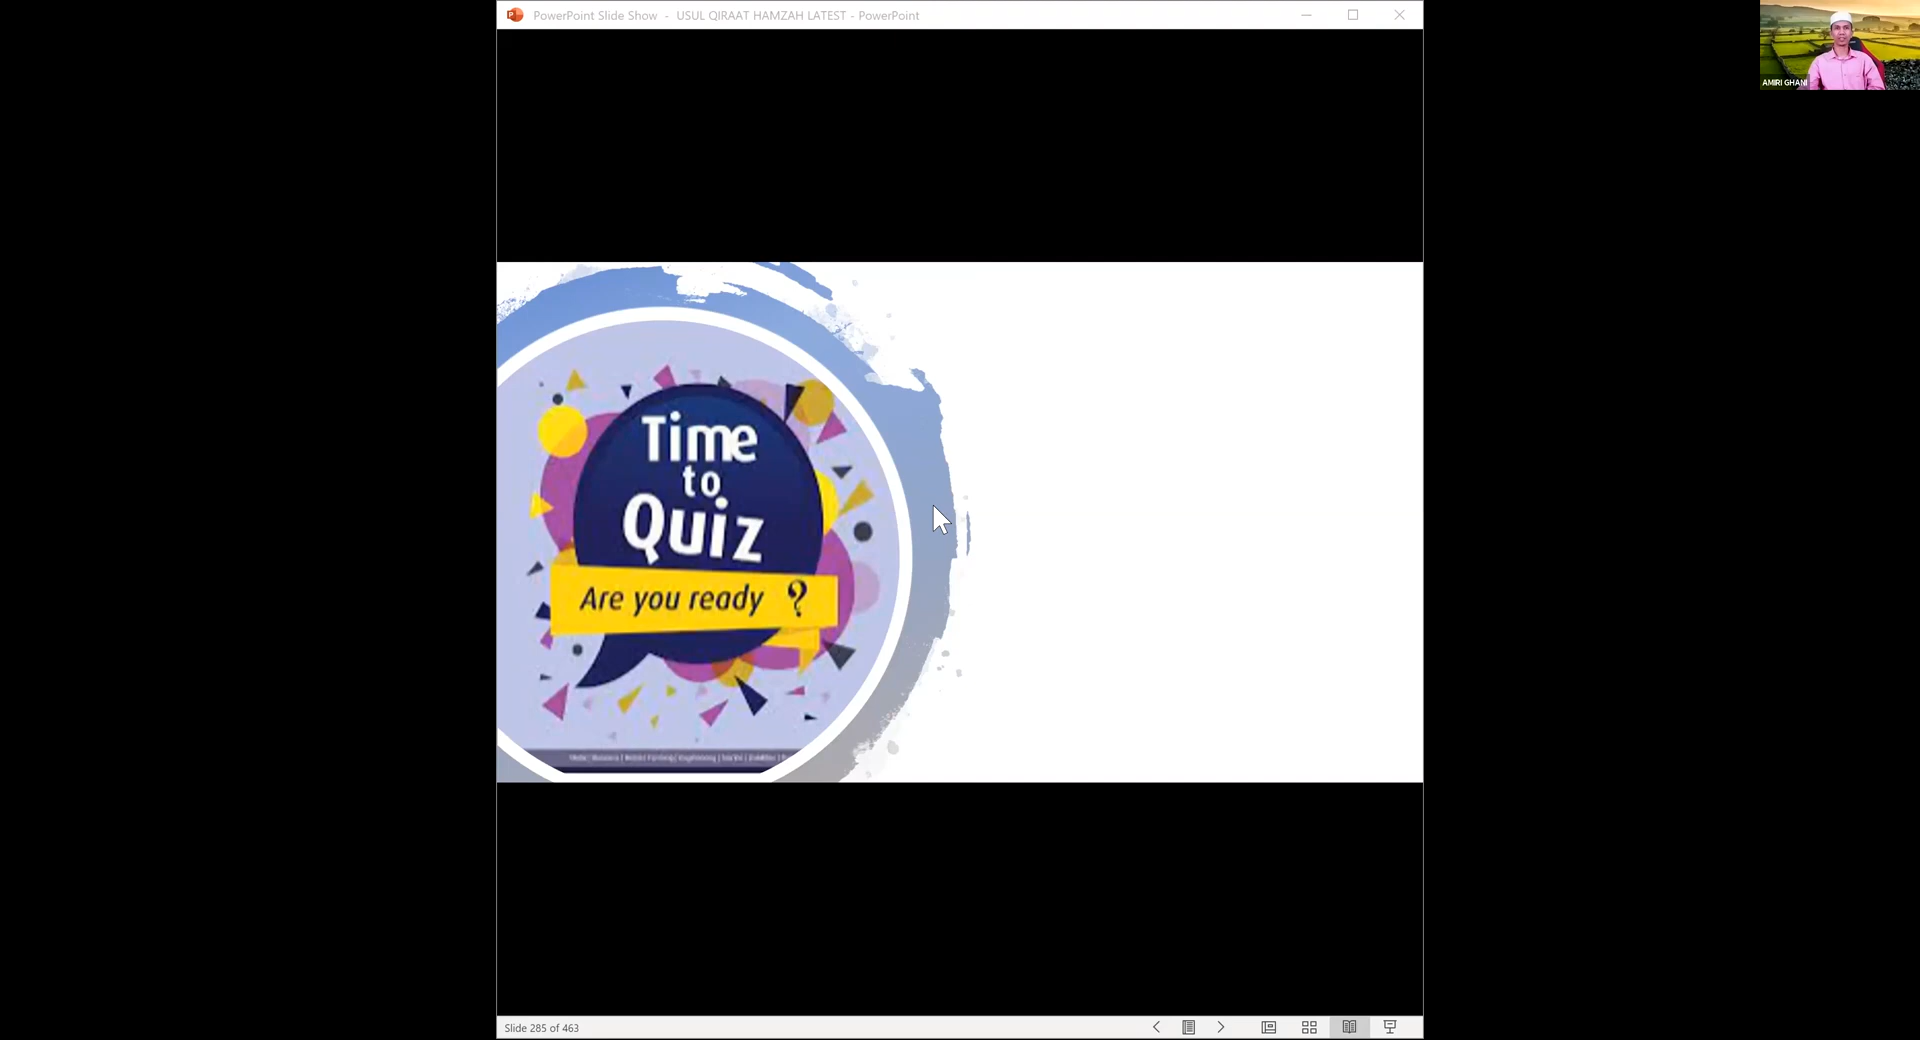 PowerPoint Slide Show - USUL QIRAAT HAMZAH LATEST - PowerPoint
AMIRI GHANI
Time
to
Quiz
Are you ready ?
Slide 285 of 463